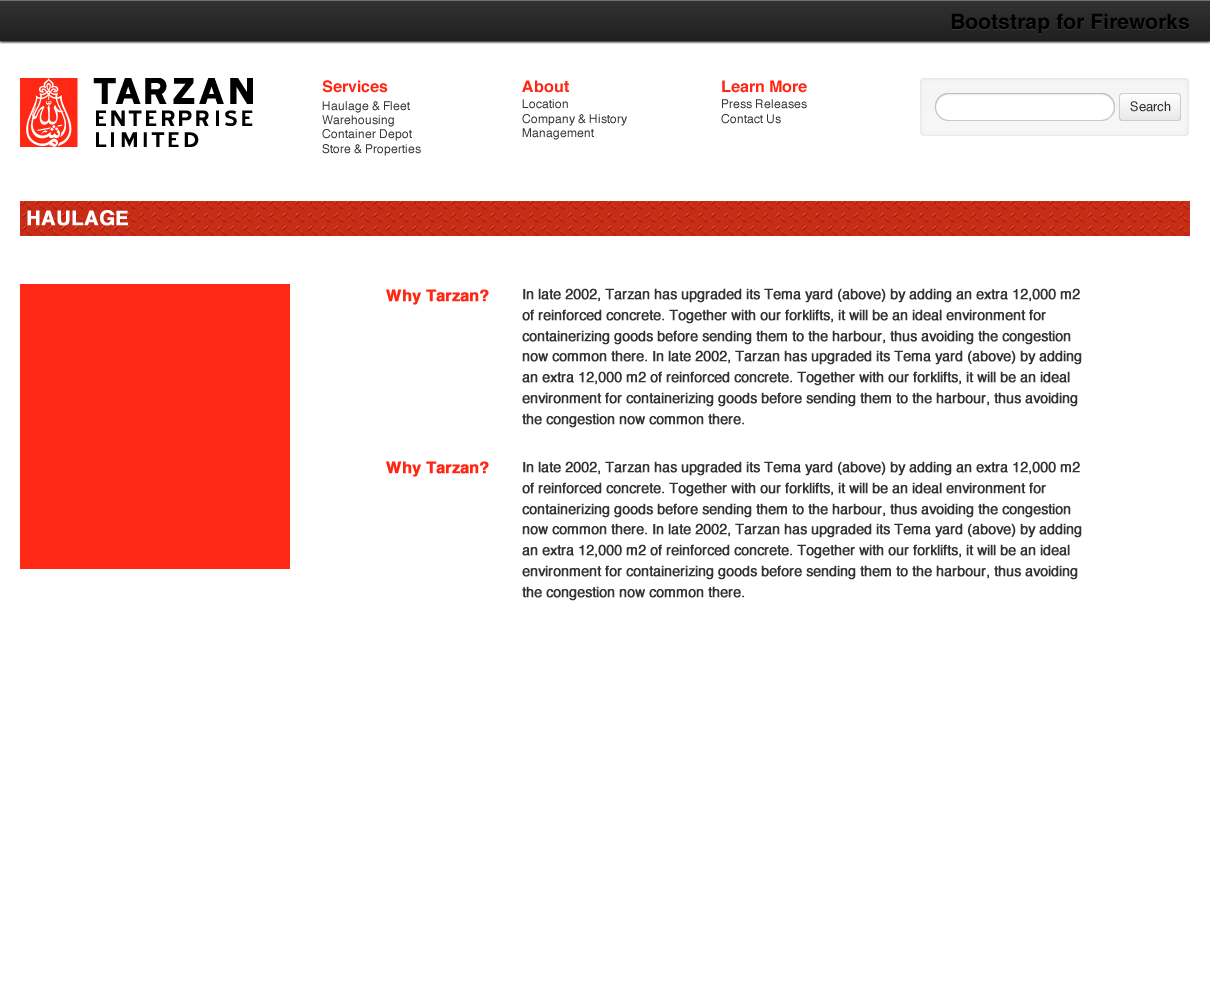 Bootstrap for Fireworks
TARZAN
ENTERPRISE
LIMITED
Services
Haulage & Fleet
Warehousing
Container Depot
Store & Properties
About
Location
Company & History
Management
Learn More
Press Releases
Contact Us
Search
HAULAGE
Why Tarzan?
In late 2002, Tarzan has upgraded its Tema yard (above) by adding an extra 12,000 m2
of reinforced concrete. Together with our forklifts, it will be an ideal environment for
containerizing goods before sending them to the harbour, thus avoiding the congestion
now common there. In late 2002, Tarzan has upgraded its Tema yard (above) by adding
an extra 12,000 m2 of reinforced concrete. Together with our forklifts, it will be an ideal
environment for containerizing goods before sending them to the harbour, thus avoiding
the congestion now common there.
Why Tarzan?
In late 2002, Tarzan has upgraded its Tema yard (above) by adding an extra 12,000 m2
of reinforced concrete. Together with our forklifts, it will be an ideal environment for
containerizing goods before sending them to the harbour, thus avoiding the congestion
now common there. In late 2002, Tarzan has upgraded its Tema yard (above) by adding
an extra 12,000 m2 of reinforced concrete. Together with our forklifts, it will be an ideal
environment for containerizing goods before sending them to the harbour, thus avoiding
the congestion now common there.